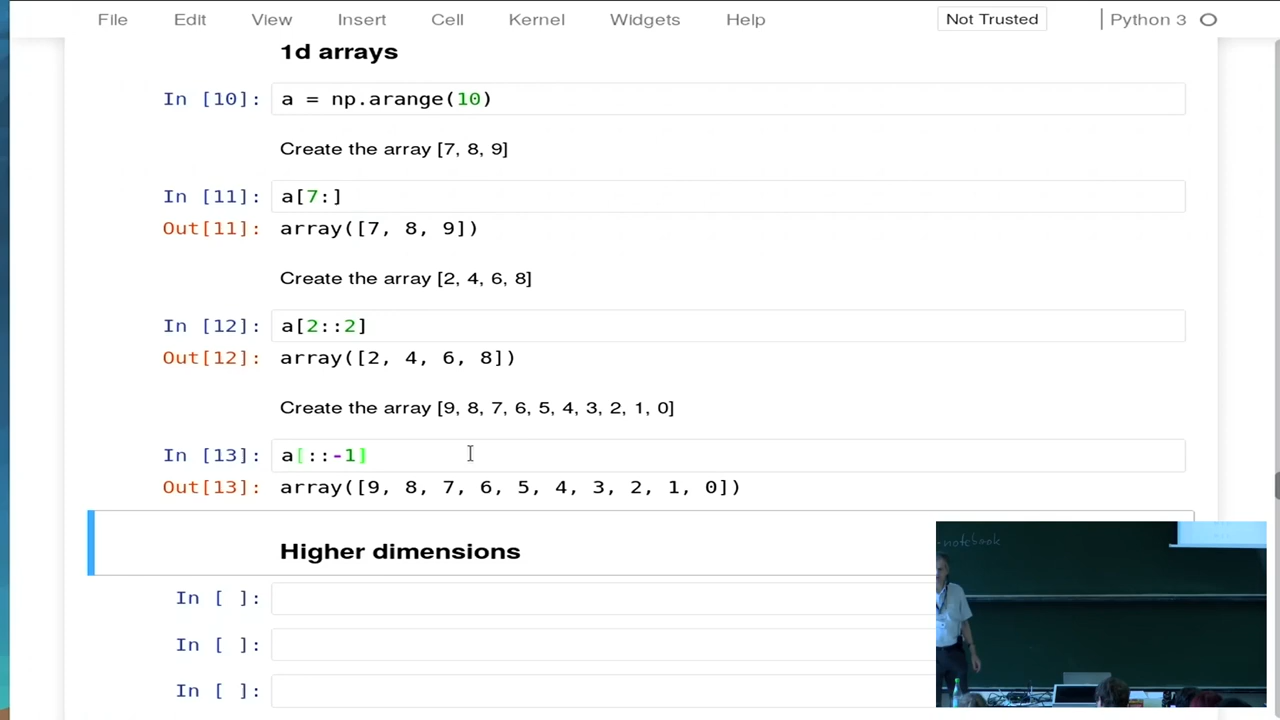 File Edit View Insert Cell Kernel Widgets Help Not Trusted Python 3
1d arrays
In [10]: a = np.arange(10)
Create the array [7, 8, 9]
In [11]: a[7:]
Out[11]: array([7, 8, 9])
Create the array [2, 4, 6, 8]
In [12]: a[2::2]
Out[12]: array([2, 4, 6, 8])
Create the array [9, 8, 7, 6, 5, 4, 3, 2, 1, 0]
In [13]: a[::-1]
Out[13]: array([9, 8, 7, 6, 5, 4, 3, 2, 1, 0])
Higher dimensions
notebook
In [ ]:
In [ ]:
In [ ]: